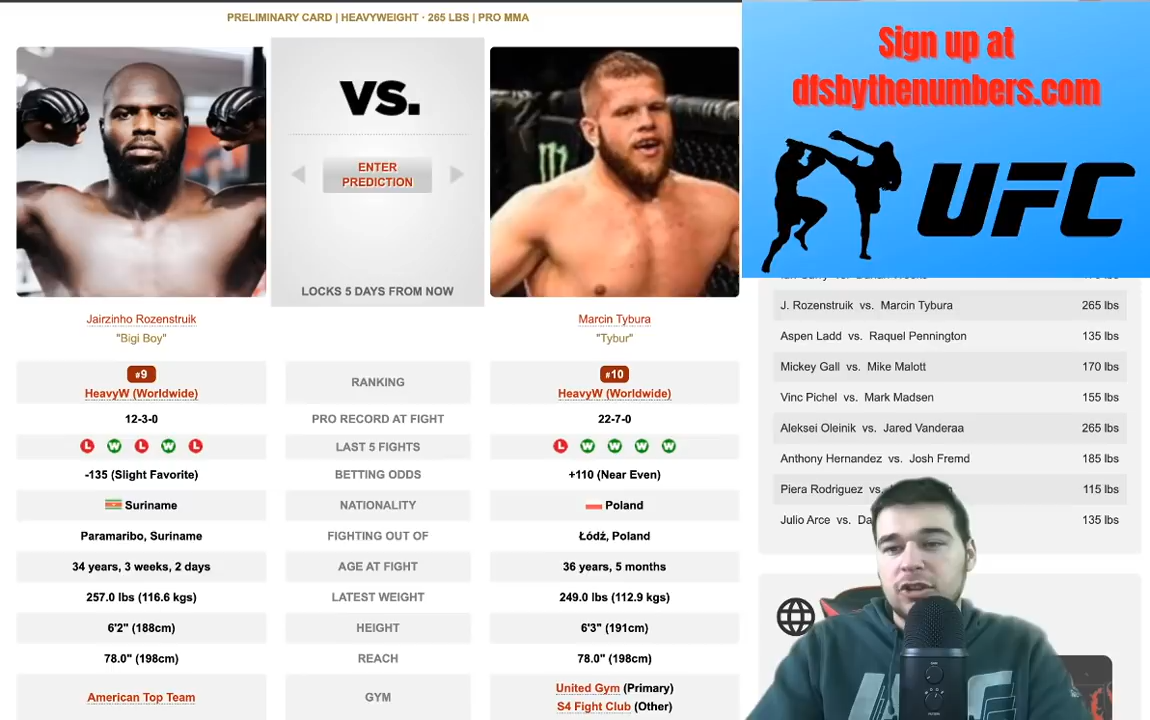 PRELIMINARY CARD | HEAVYWEIGHT · 265 LBS | PRO MMA
VS.
ENTER
PREDICTION
LOCKS 5 DAYS FROM NOW
Sign up at
dfsbythenumbers.com
UFC
Jairzinho Rozenstruik
"Bigi Boy"
Marcin Tybura
"Tybur"
#9
HeavyW (Worldwide)
RANKING
#10
HeavyW (Worldwide)
12-3-0
PRO RECORD AT FIGHT
22-7-0
L W L W L
LAST 5 FIGHTS
L W W W W
-135 (Slight Favorite)
BETTING ODDS
+110 (Near Even)
Suriname
NATIONALITY
Poland
Paramaribo, Suriname
FIGHTING OUT OF
Łódź, Poland
34 years, 3 weeks, 2 days
AGE AT FIGHT
36 years, 5 months
257.0 lbs (116.6 kgs)
LATEST WEIGHT
249.0 lbs (112.9 kgs)
6'2" (188cm)
HEIGHT
6'3" (191cm)
78.0" (198cm)
REACH
78.0" (198cm)
American Top Team
GYM
United Gym (Primary)
S4 Fight Club (Other)
J. Rozenstruik vs. Marcin Tybura 265 lbs
Aspen Ladd vs. Raquel Pennington 135 lbs
Mickey Gall vs. Mike Malott 170 lbs
Vinc Pichel vs. Mark Madsen 155 lbs
Aleksei Oleinik vs. Jared Vanderaa 265 lbs
Anthony Hernandez vs. Josh Fremd 185 lbs
Piera Rodriguez vs. 115 lbs
Julio Arce vs. 135 lbs